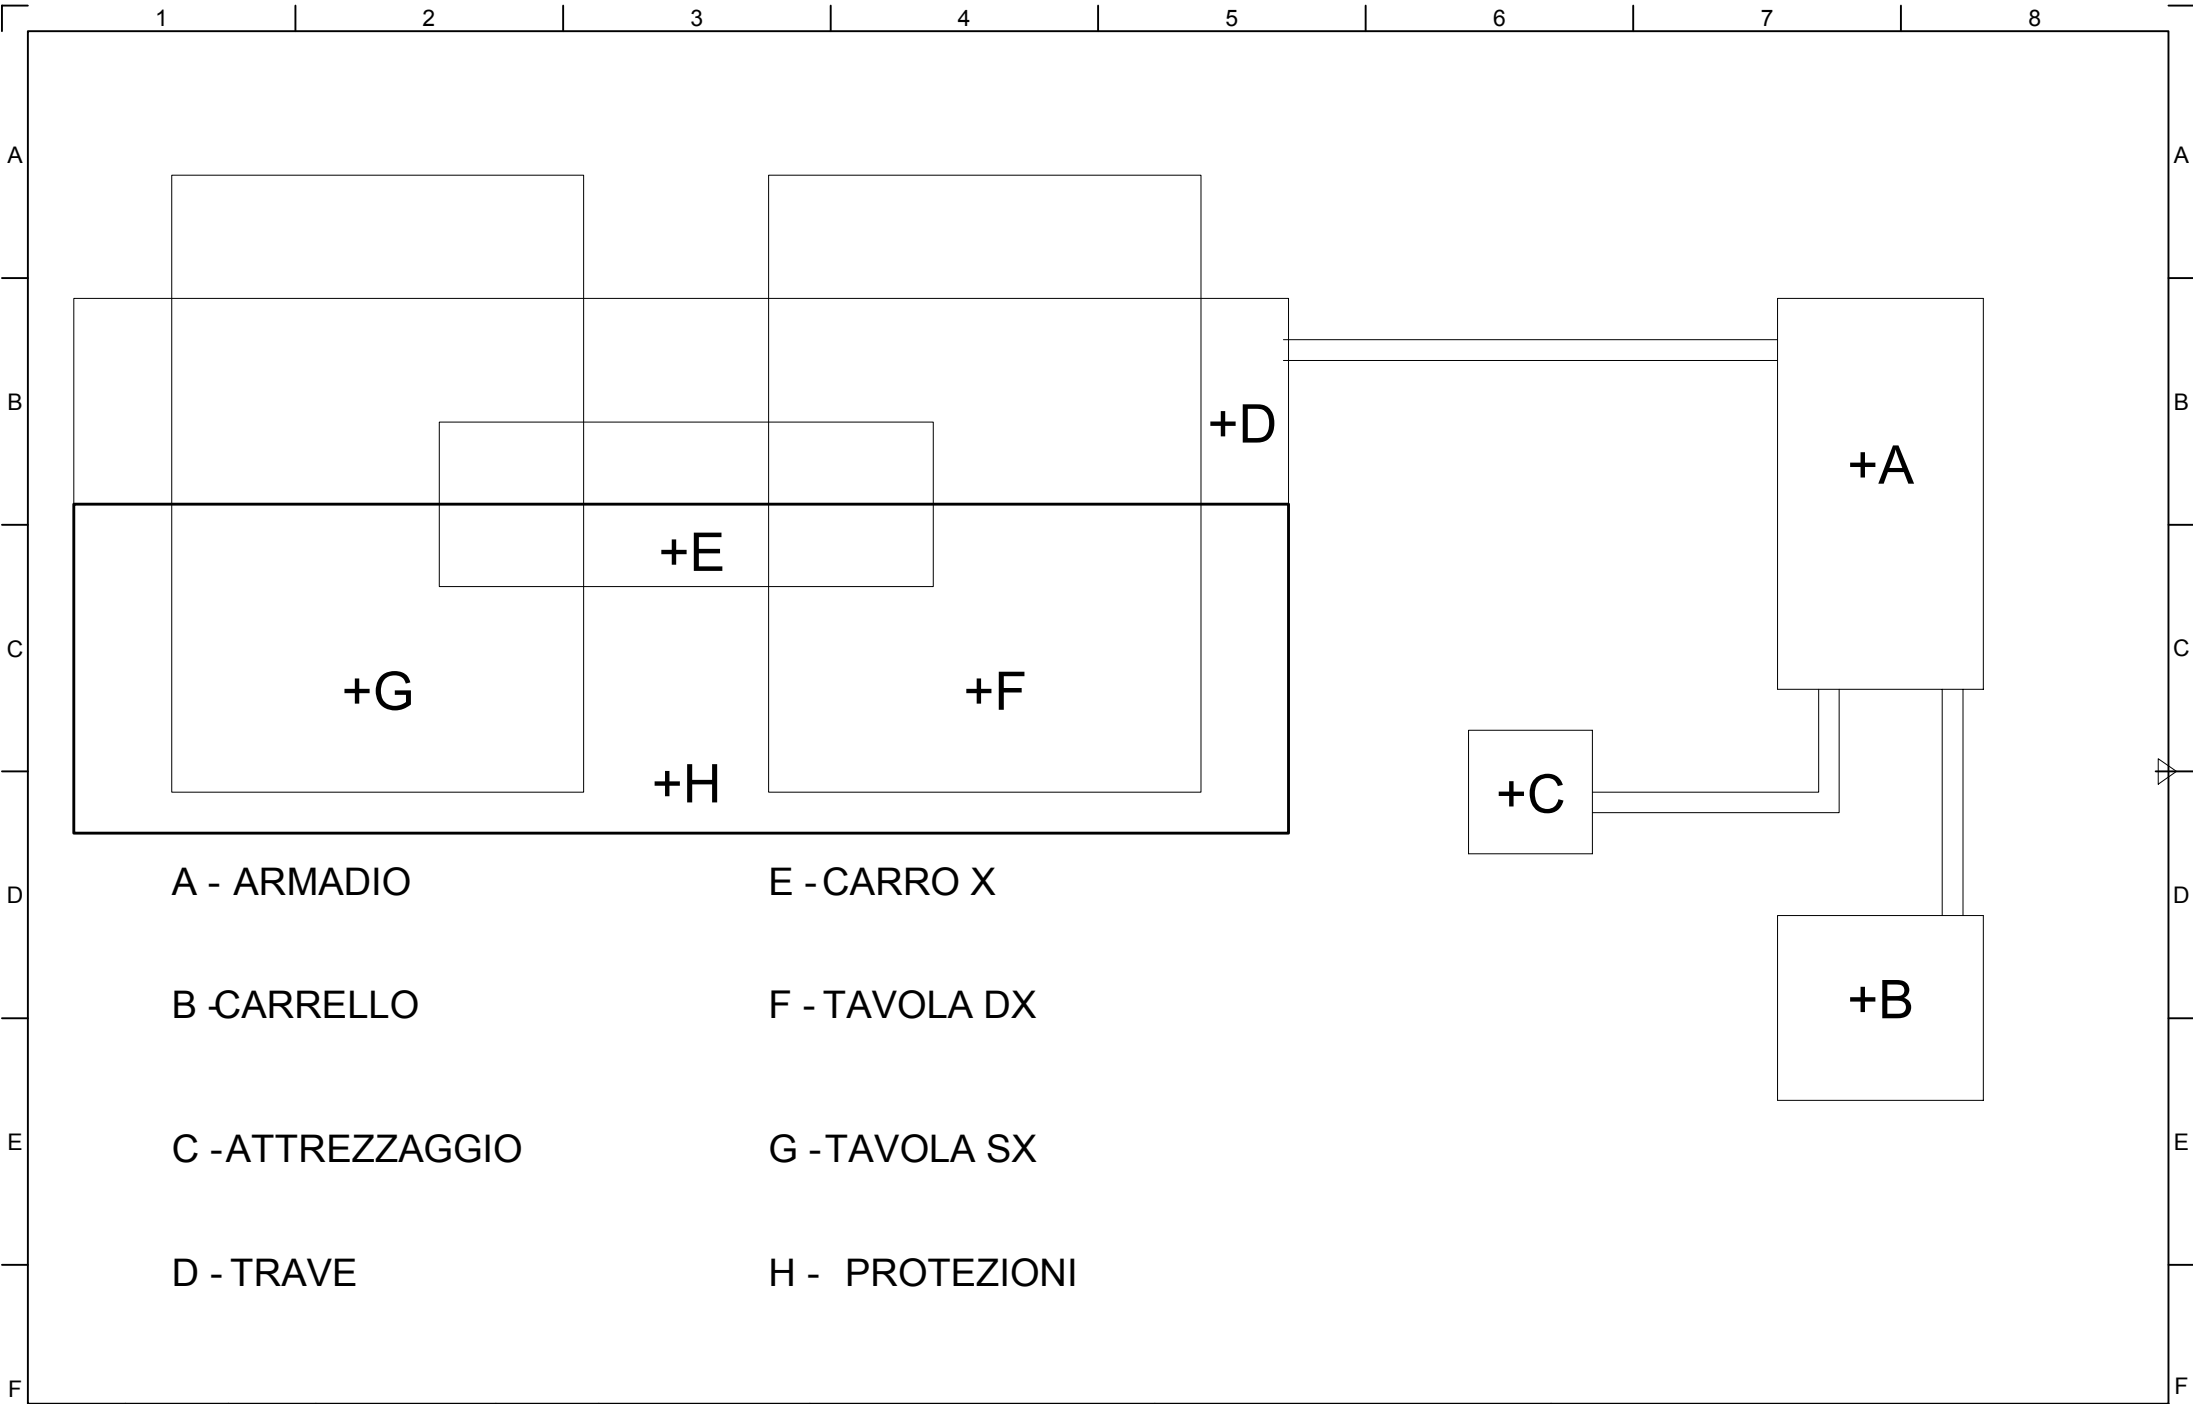 1 2 3 4 5 6 7 8
A A
B B
+D
+A
+E
C C
+G +F
+H
+C
A - ARMADIO E - CARRO X
D D
B - CARRELLO F - TAVOLA DX
+B
E E
C - ATTREZZAGGIO G - TAVOLA SX
D - TRAVE H - PROTEZIONI
F F